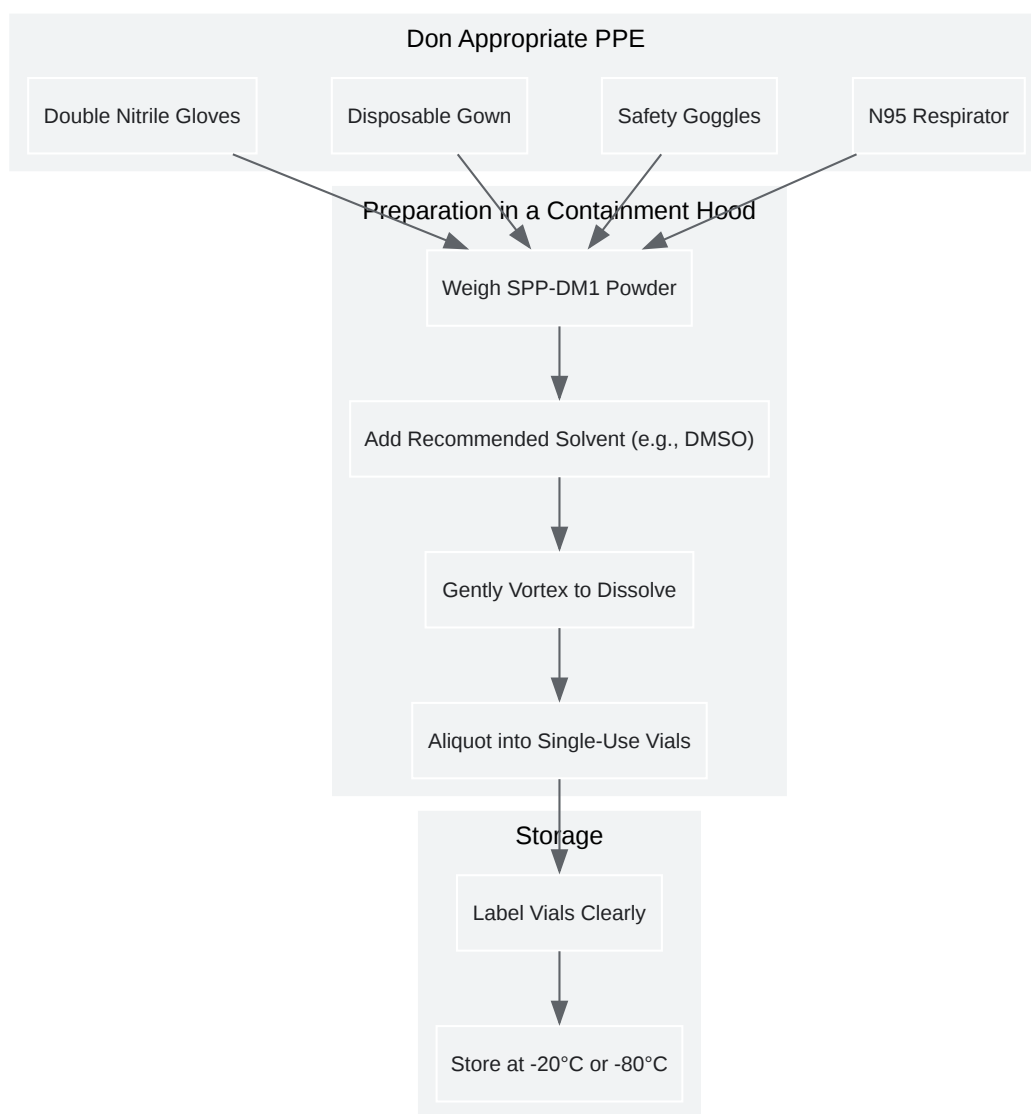 Don Appropriate PPE
Double Nitrile Gloves
Disposable Gown
Safety Goggles
N95 Respirator
Preparation in a Containment Hood
Weigh SPP-DM1 Powder
Add Recommended Solvent (e.g., DMSO)
Gently Vortex to Dissolve
Aliquot into Single-Use Vials
Storage
Label Vials Clearly
Store at -20°C or -80°C